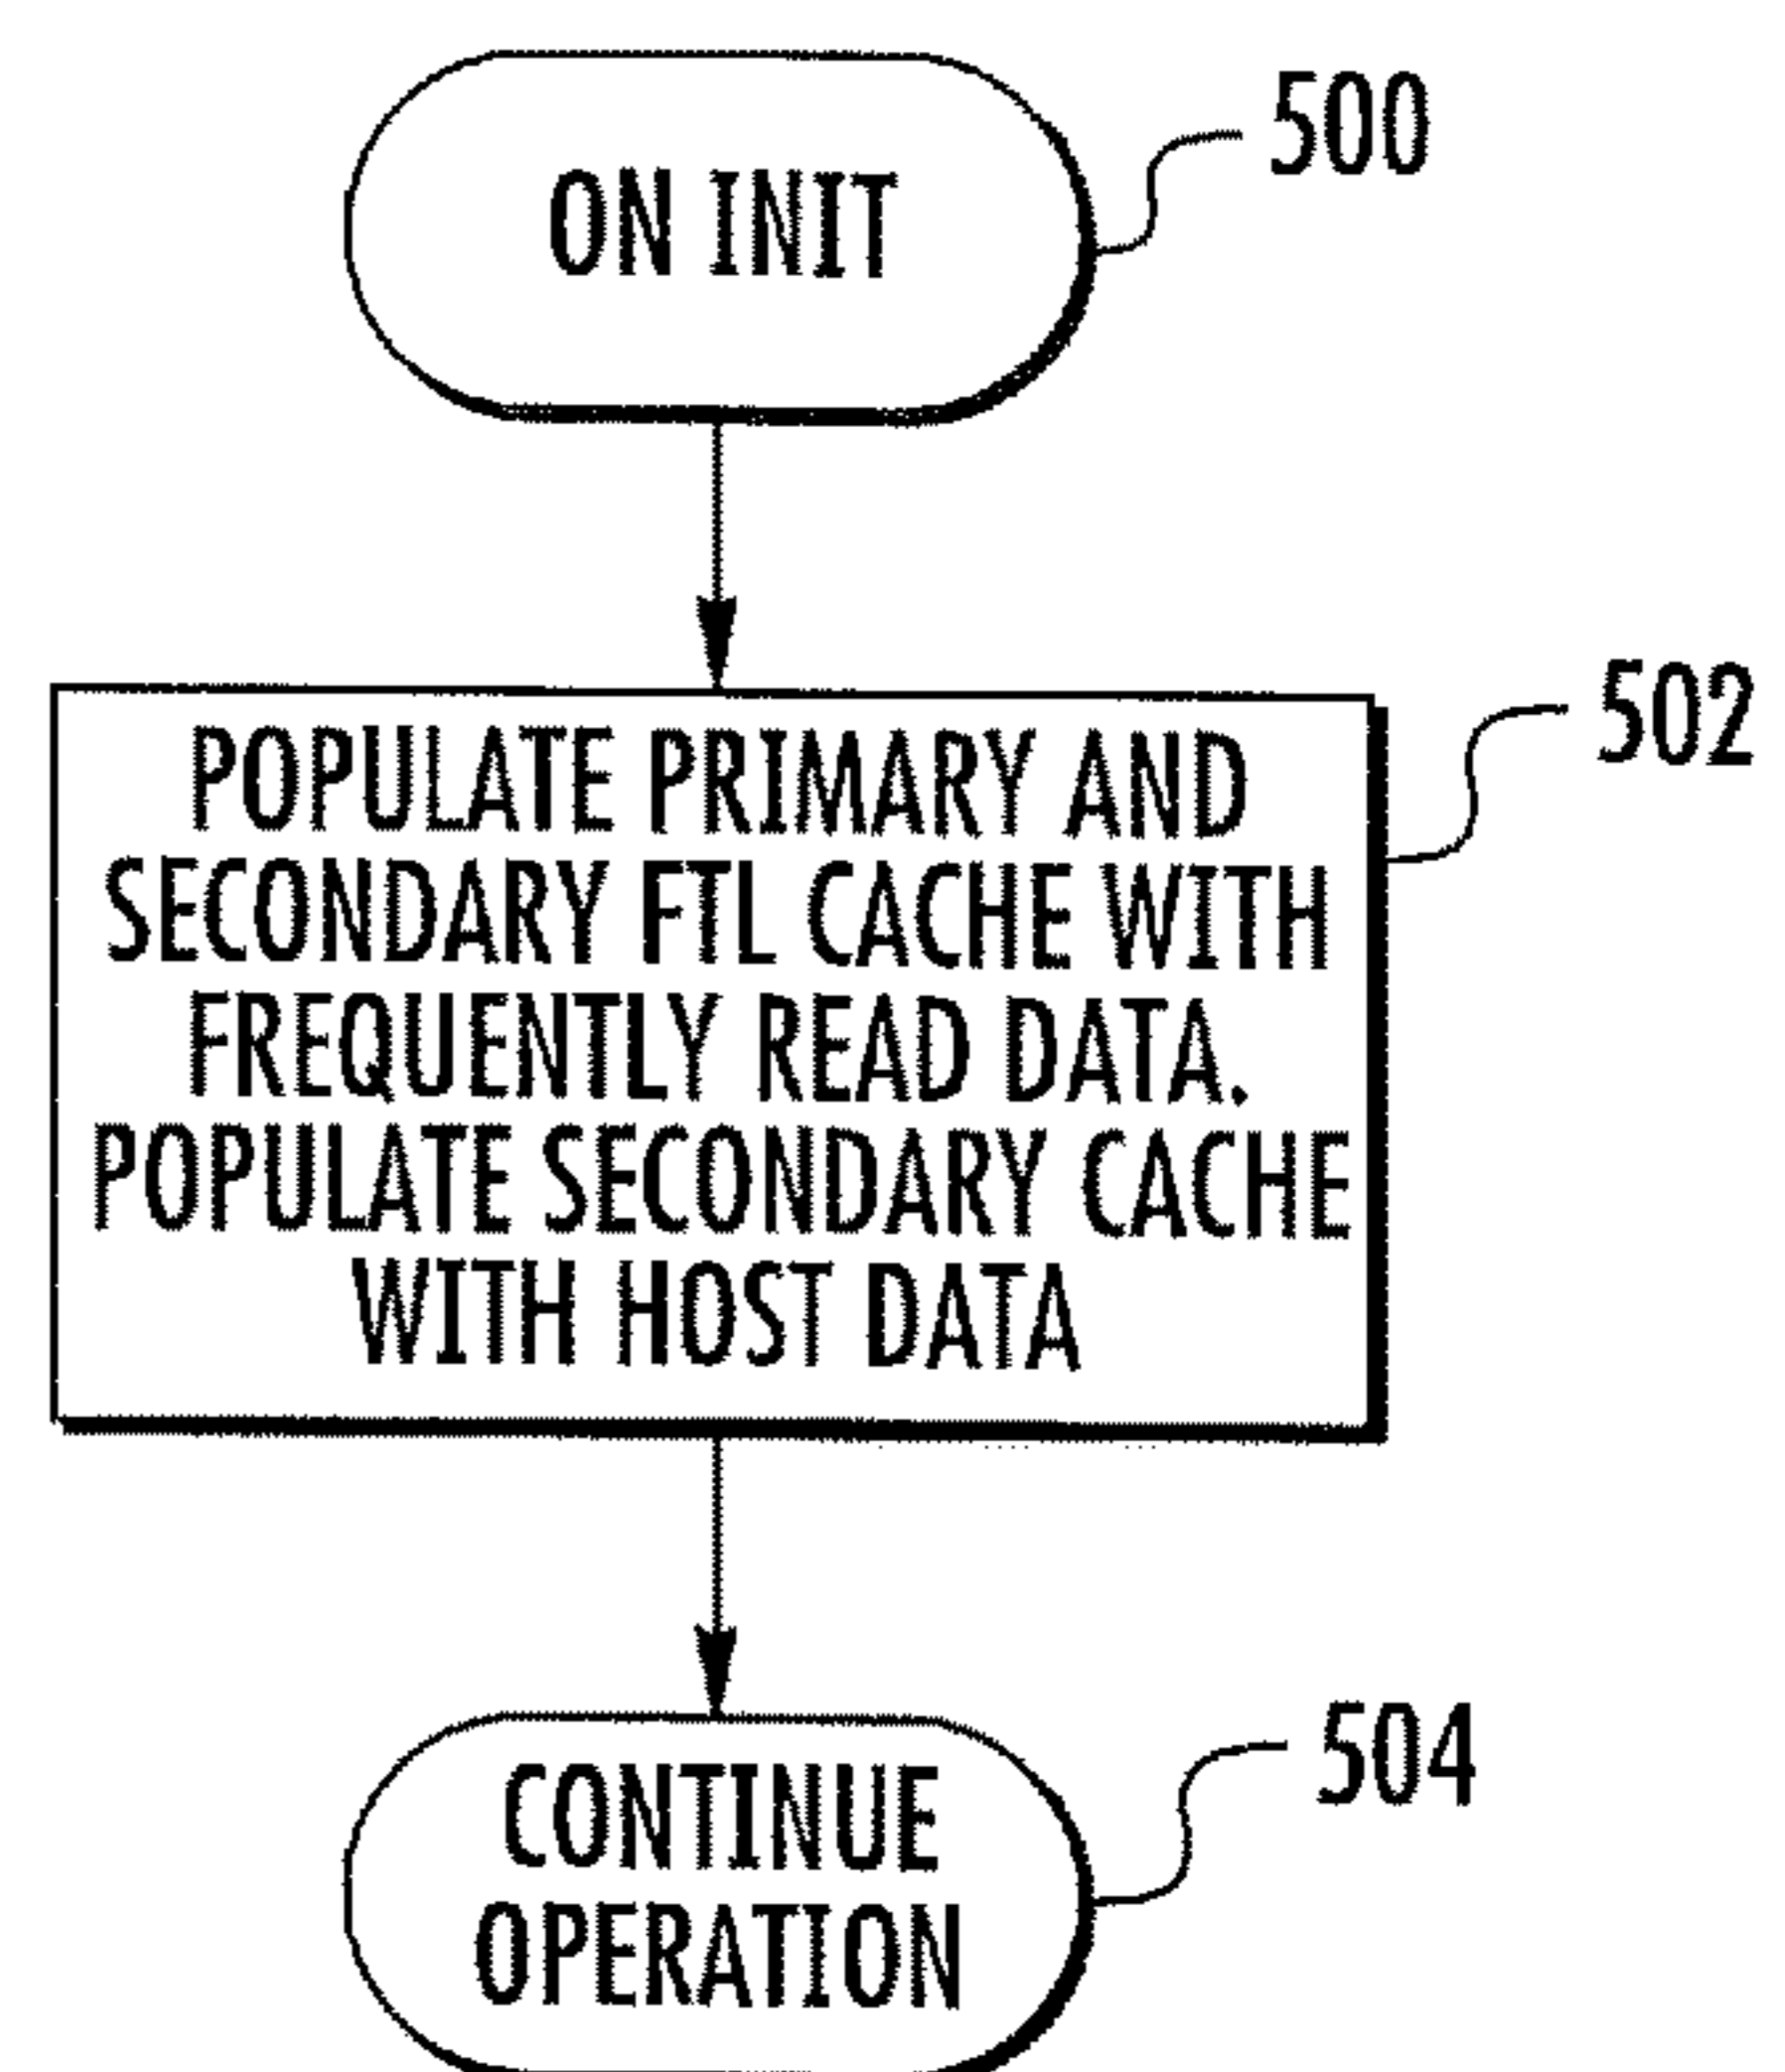 ON INIT
500
POPULATE PRIMARY AND
SECONDARY FTL CACHE WITH
FREQUENTLY READ DATA.
POPULATE SECONDARY CACHE
WITH HOST DATA
502
CONTINUE
OPERATION
504